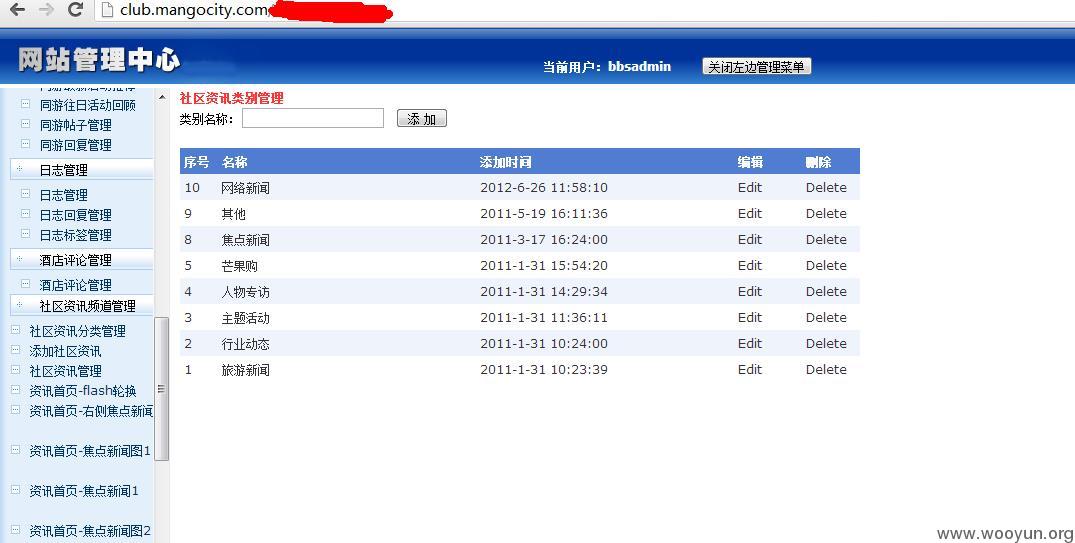 club.mangocity.com/
网站管理中心
当前用户：bbsadmin 关闭左边管理菜单
同游往日活动回顾
同游帖子管理
同游回复管理
日志管理
日志管理
日志回复管理
日志标签管理
酒店评论管理
酒店评论管理
社区资讯频道管理
社区资讯分类管理
添加社区资讯
社区资讯管理
资讯首页-flash轮换
资讯首页-右侧焦点新闻
资讯首页-焦点新闻图1
资讯首页-焦点新闻1
资讯首页-焦点新闻图2
社区资讯类别管理
类别名称： 添 加
序号 名称 添加时间 编辑 删除
10 网络新闻 2012-6-26 11:58:10 Edit Delete
9 其他 2011-5-19 16:11:36 Edit Delete
8 焦点新闻 2011-3-17 16:24:00 Edit Delete
5 芒果购 2011-1-31 15:54:20 Edit Delete
4 人物专访 2011-1-31 14:29:34 Edit Delete
3 主题活动 2011-1-31 11:36:11 Edit Delete
2 行业动态 2011-1-31 10:24:00 Edit Delete
1 旅游新闻 2011-1-31 10:23:39 Edit Delete
www.wooyun.org